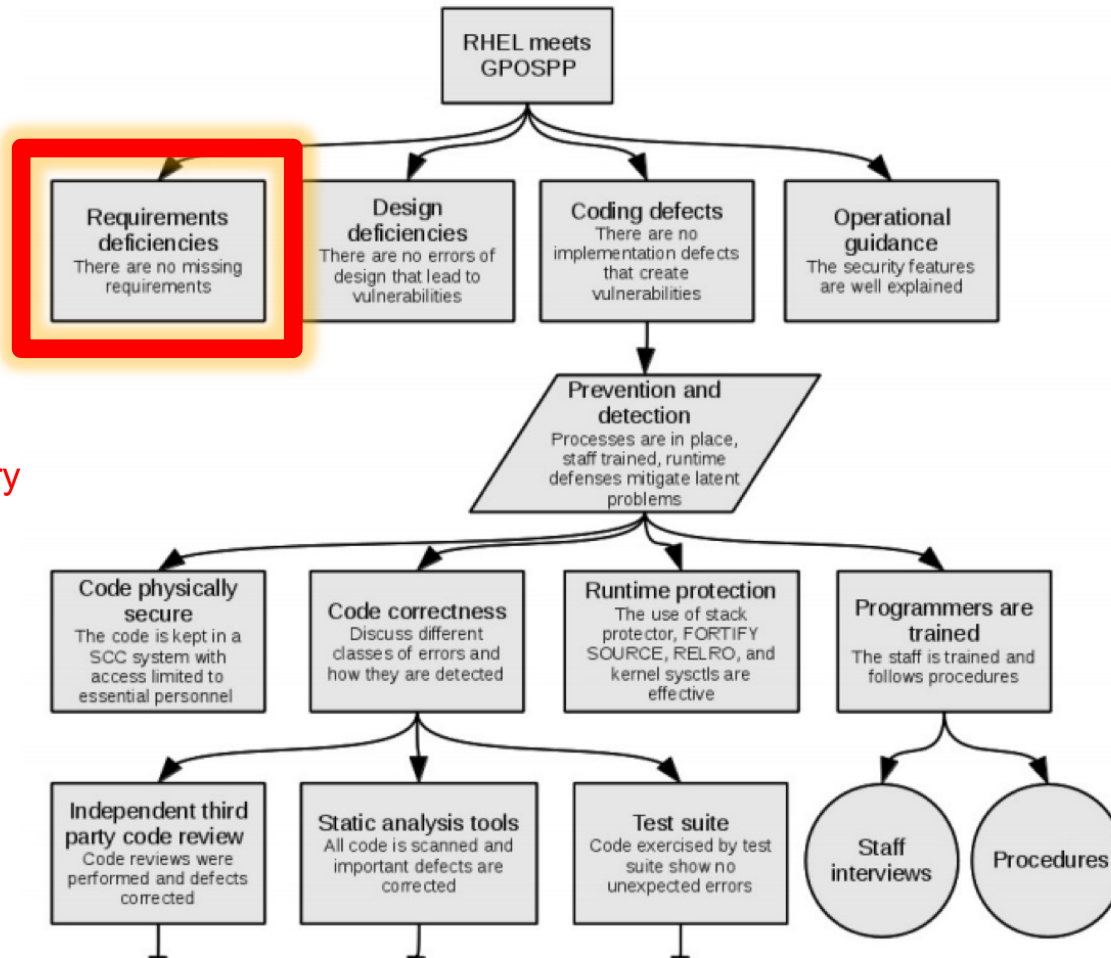 RHEL meets
GPOSPP
Requirements
deficiencies
There are no missing
requirements
Design
deficiencies
There are no errors of
design that lead to
vulnerabilities
Coding defects
There are no
implementation defects
that create
vulnerabilities
Operational
guidance
The security features
are well explained
Prevention and
detection
Processes are in place,
staff trained, runtime
defenses mitigate latent
problems
Code physically
secure
The code is kept in a
SCC system with
access limited to
essential personnel
Code correctness
Discuss different
classes of errors and
how they are detected
Runtime protection
The use of stack
protector, FORTIFY
SOURCE, RELRO, and
kernel sysctls are
effective
Programmers are
trained
The staff is trained and
follows procedures
Independent third
party code review
Code reviews were
performed and defects
corrected
Static analysis tools
All code is scanned and
important defects are
corrected
Test suite
Code exercised by test
suite show no
unexpected errors
Staff
interviews
Procedures